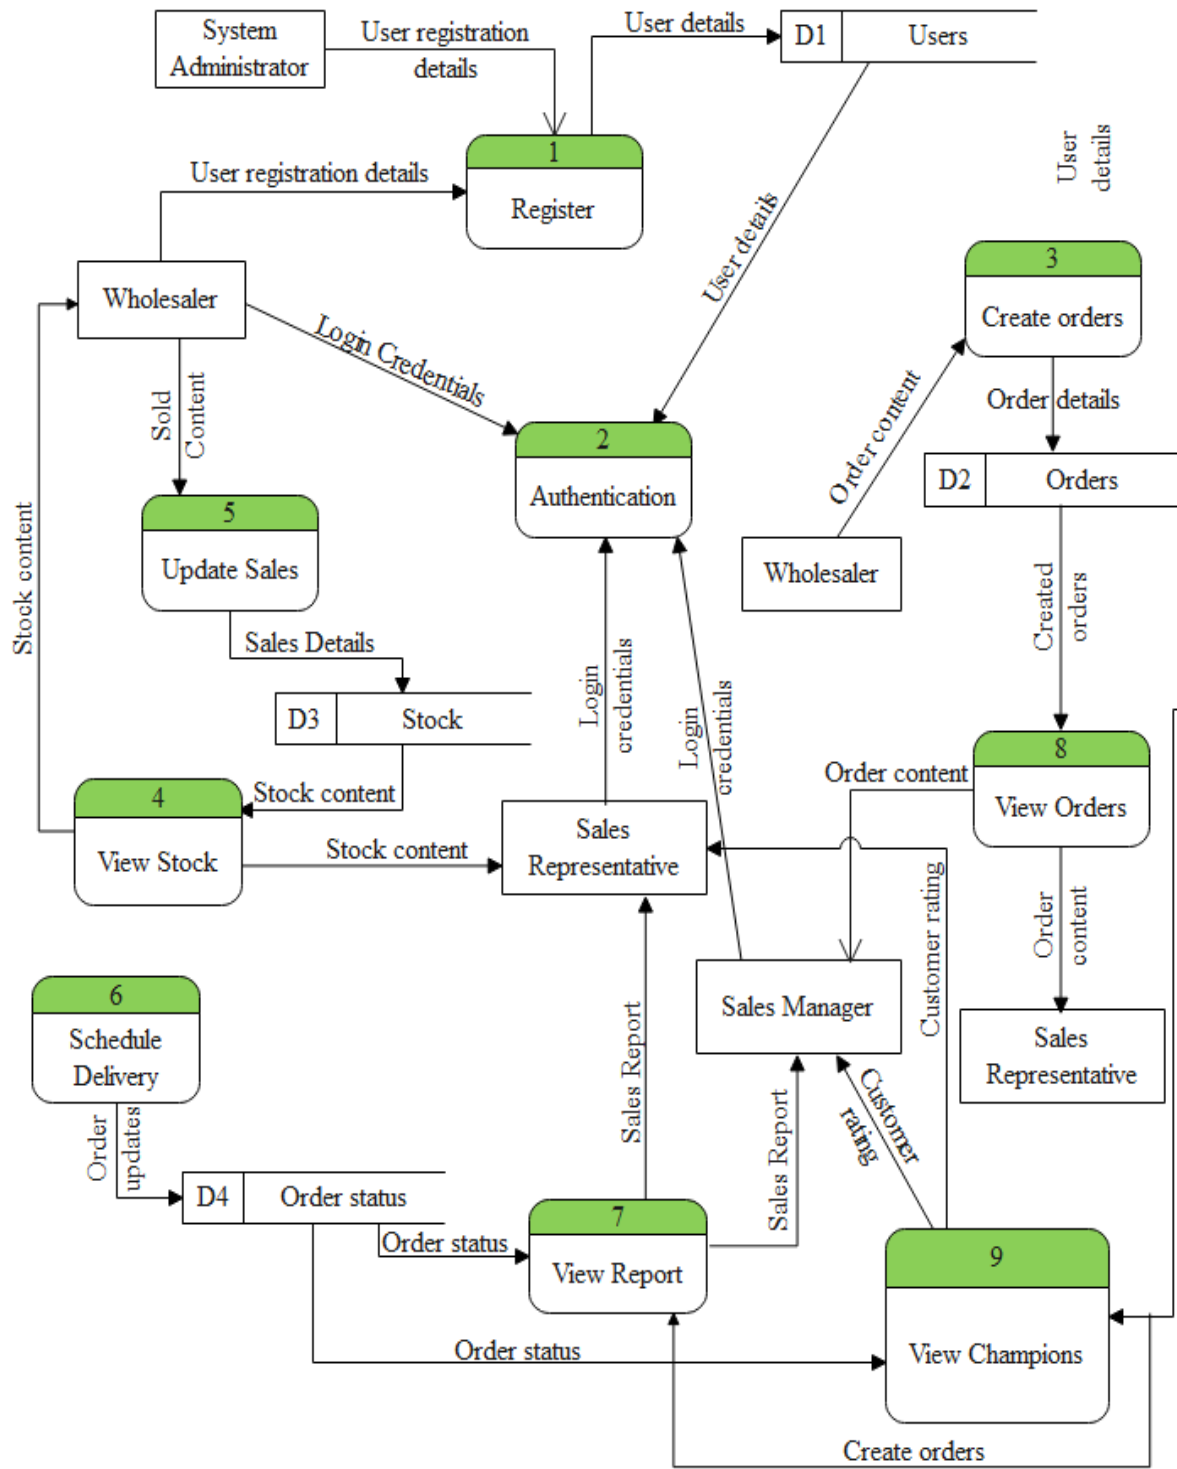 System
Administrator
User registration
details
User details
D1
Users
1
Register
User registration details
User
details
User details
3
Create orders
Wholesaler
Login Credentials
Sold
Content
Order content
Order details
2
Authentication
D2
Orders
5
Update Sales
Wholesaler
Stock content
Created
orders
Sales Details
Login
credentials
Login
credentials
D3
Stock
8
View Orders
Order content
4
View Stock
Stock content
Stock content
Sales
Representative
Customer rating
Order
content
6
Schedule
Delivery
Sales Manager
Sales
Representative
Sales Report
Sales Report
Customer
rating
Order
updates
D4
Order status
7
View Report
Order status
9
View Champions
Order status
Create orders